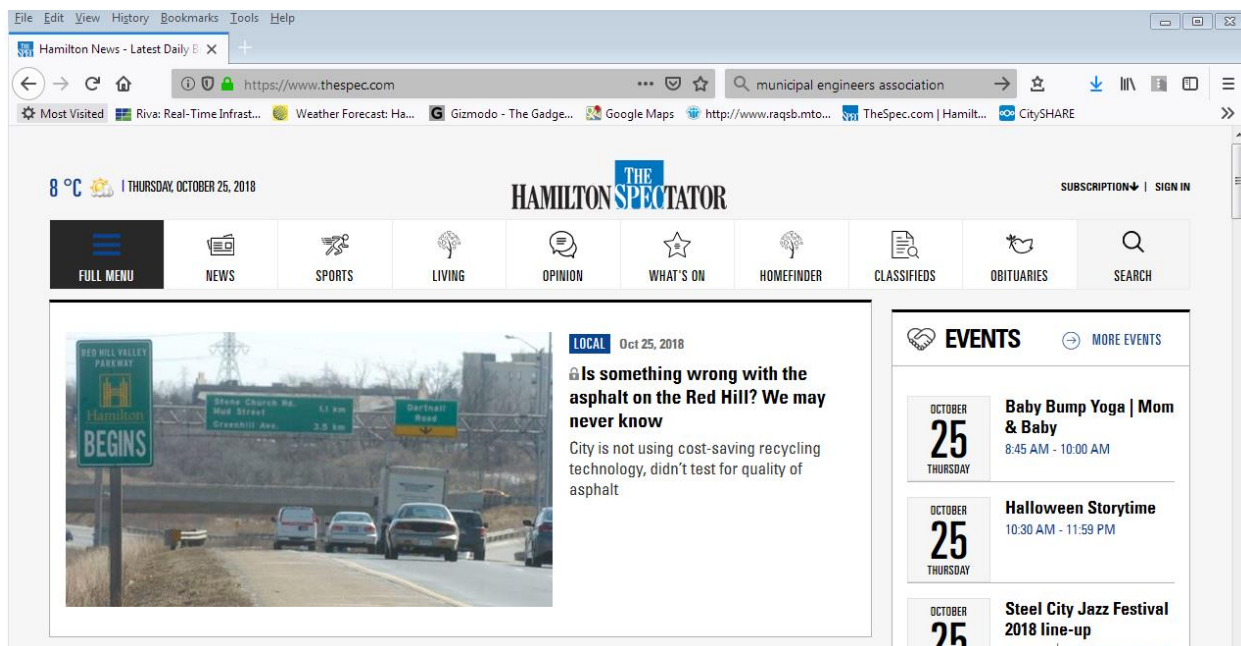 File Edit View History Bookmarks Tools Help
Hamilton News - Latest Daily B
https://www.thespec.com
municipal engineers association
Most Visited Riva: Real-Time Infrast... Weather Forecast: Ha... Gizmodo - The Gadge... Google Maps http://www.raqsb.mto... TheSpec.com | Hamilt... CitySHARE
8 °C | THURSDAY, OCTOBER 25, 2018
THE
HAMILTON SPECTATOR
SUBSCRIPTION | SIGN IN
FULL MENU NEWS SPORTS LIVING OPINION WHAT'S ON HOMEFINDER CLASSIFIEDS OBITUARIES SEARCH
RED HILL VALLEY
PARKWAY
Hamilton
BEGINS
Stone Church Rd. 1.1 km
Mud Street
Greenhill Ave. 3.5 km
Dartnall
Road
LOCAL Oct 25, 2018
Is something wrong with the
asphalt on the Red Hill? We may
never know
City is not using cost-saving recycling
technology, didn't test for quality of
asphalt
EVENTS MORE EVENTS
OCTOBER
25
THURSDAY
Baby Bump Yoga | Mom
& Baby
8:45 AM - 10:00 AM
OCTOBER
25
THURSDAY
Halloween Storytime
10:30 AM - 11:59 PM
OCTOBER
25
Steel City Jazz Festival
2018 line-up